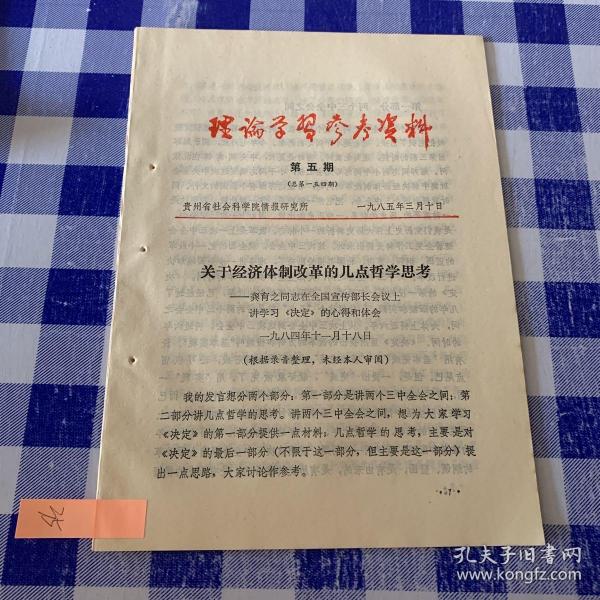 理论学习参考资料
第五期
(总第一五四期)
贵州省社会科学院情报研究所 一九八五年三月十日
关于经济体制改革的几点哲学思考
——龚育之同志在全国宣传部长会议上
讲学习《决定》的心得和体会
一九八四年十一月十八日
(根据录音整理,未经本人审阅)
我的发言想分两个部分:第一部分是讲两个三中全会之间;第
二部分讲几点哲学的思考。讲两个三中全会之间,想为大家学习
《决定》的第一部分提供一点材料;几点哲学的思考,主要是对
《决定》的最后一部分(不限于这一部分,但主要是这一部分)提
出一点思路,大家讨论作参考。
·1·
孔夫子旧书网
www.kongfz.com